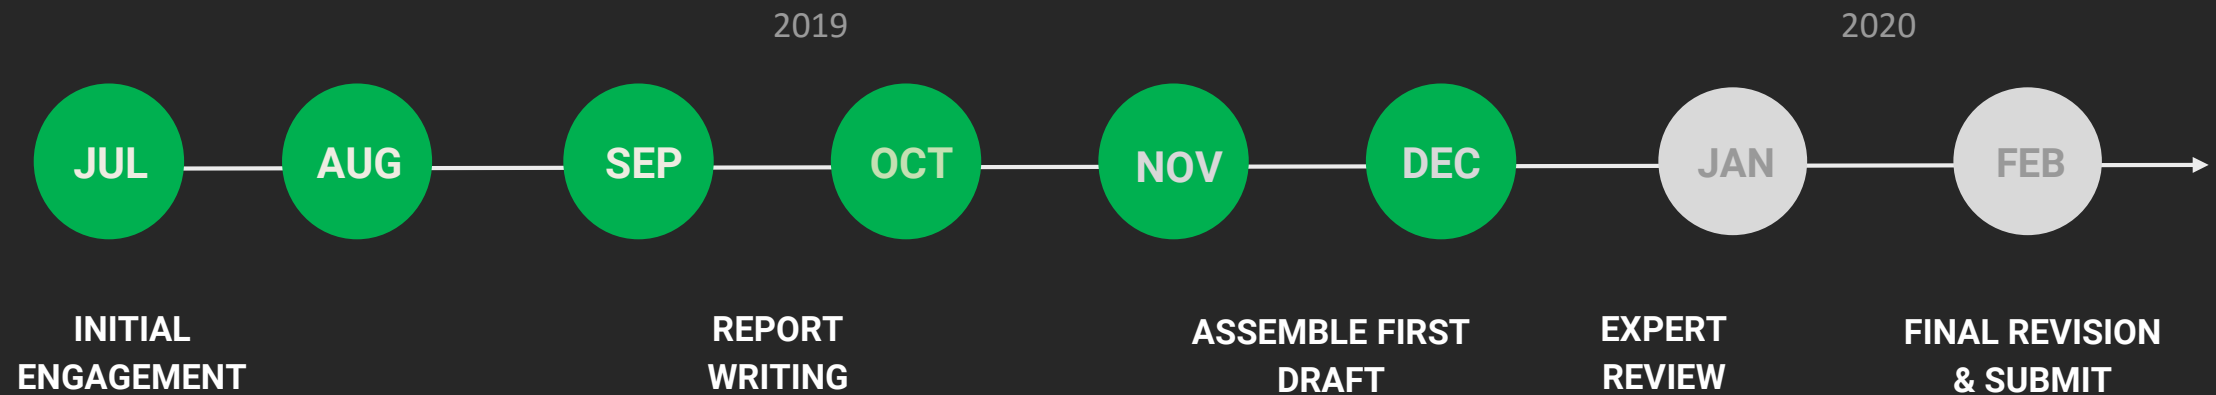 2019
2020
JUL
AUG
SEP
OCT
NOV
DEC
JAN
FEB
INITIAL
ENGAGEMENT
REPORT
WRITING
ASSEMBLE FIRST
DRAFT
EXPERT
REVIEW
FINAL REVISION
& SUBMIT